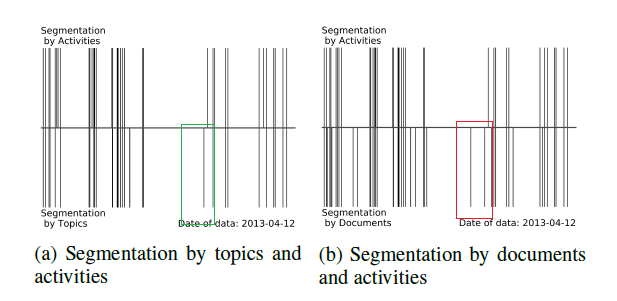 Segmentation
by Activities
Segmentation
by Topics
Date of data: 2013-04-12
(a) Segmentation by topics and
activities
Segmentation
by Activities
Segmentation
by Documents
Date of data: 2013-04-12
(b) Segmentation by documents
and activities